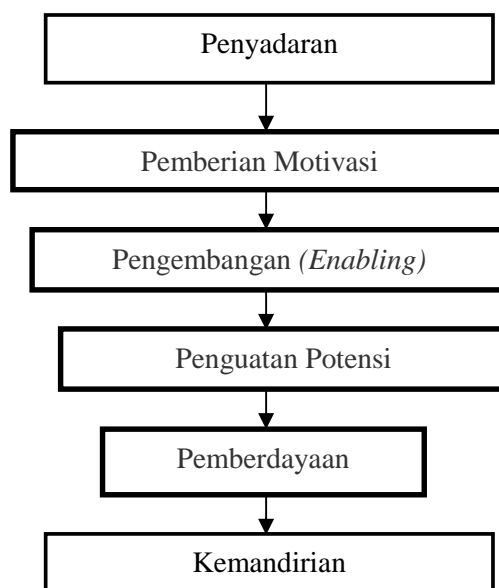 Penyadaran
Pemberian Motivasi
Pengembangan (Enabling)
Penguatan Potensi
Pemberdayaan
Kemandirian